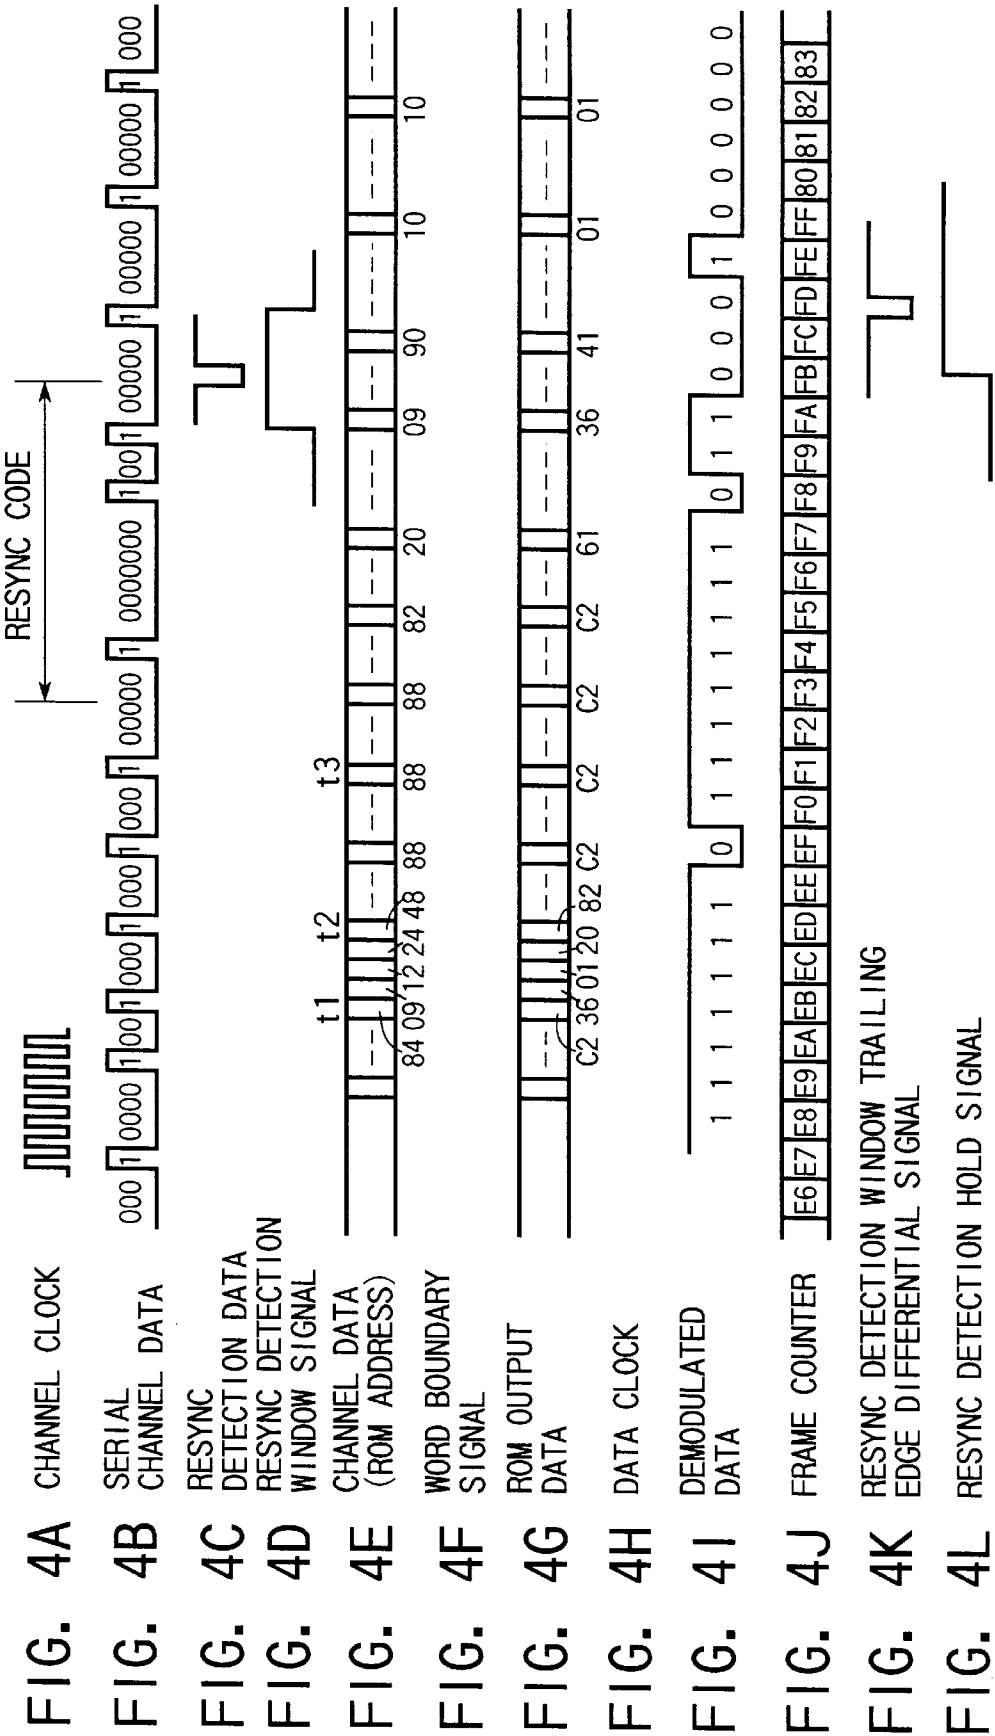 RESYNC CODE
FIG. 4A CHANNEL CLOCK
FIG. 4B SERIAL
CHANNEL DATA
000 1 0000 1 00 1 000 1 000 1 000 1 00000 1 0000000 1 00 1 00000 1 00000 1 00000 1 000
FIG. 4C RESYNC
DETECTION DATA
FIG. 4D RESYNC DETECTION
WINDOW SIGNAL
t1 t2 t3
FIG. 4E CHANNEL DATA
(ROM ADDRESS)
84 09 12 24 48 88 88 88 82 20 09 90 10 10
FIG. 4F WORD BOUNDARY
SIGNAL
FIG. 4G ROM OUTPUT
DATA
C2 36 01 20 82 C2 C2 C2 C2 61 36 41 01 01
FIG. 4H DATA CLOCK
FIG. 4I DEMODULATED
DATA
1 1 1 1 1 1 1 0 1 1 1 1 1 1 1 1 0 1 1 0 0 0 1 0 0 0 0 0 0
FIG. 4J FRAME COUNTER
E6 E7 E8 E9 EA EB EC ED EE EF F0 F1 F2 F3 F4 F5 F6 F7 F8 F9 FA FB FC FD FE FF 80 81 82 83
FIG. 4K RESYNC DETECTION WINDOW TRAILING
EDGE DIFFERENTIAL SIGNAL
FIG. 4L RESYNC DETECTION HOLD SIGNAL